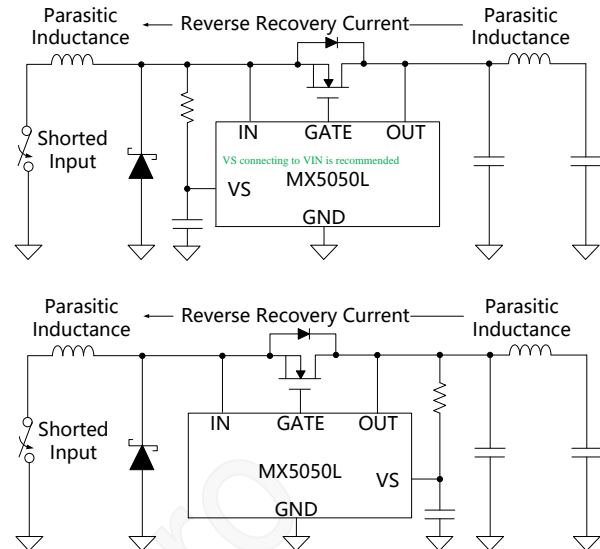 Parasitic Inductance
Reverse Recovery Current
Parasitic Inductance
Shorted Input
IN GATE OUT
VS connecting to VIN is recommended
MX5050L
VS
GND
Parasitic Inductance
Reverse Recovery Current
Parasitic Inductance
Shorted Input
IN GATE OUT
MX5050L
VS
GND